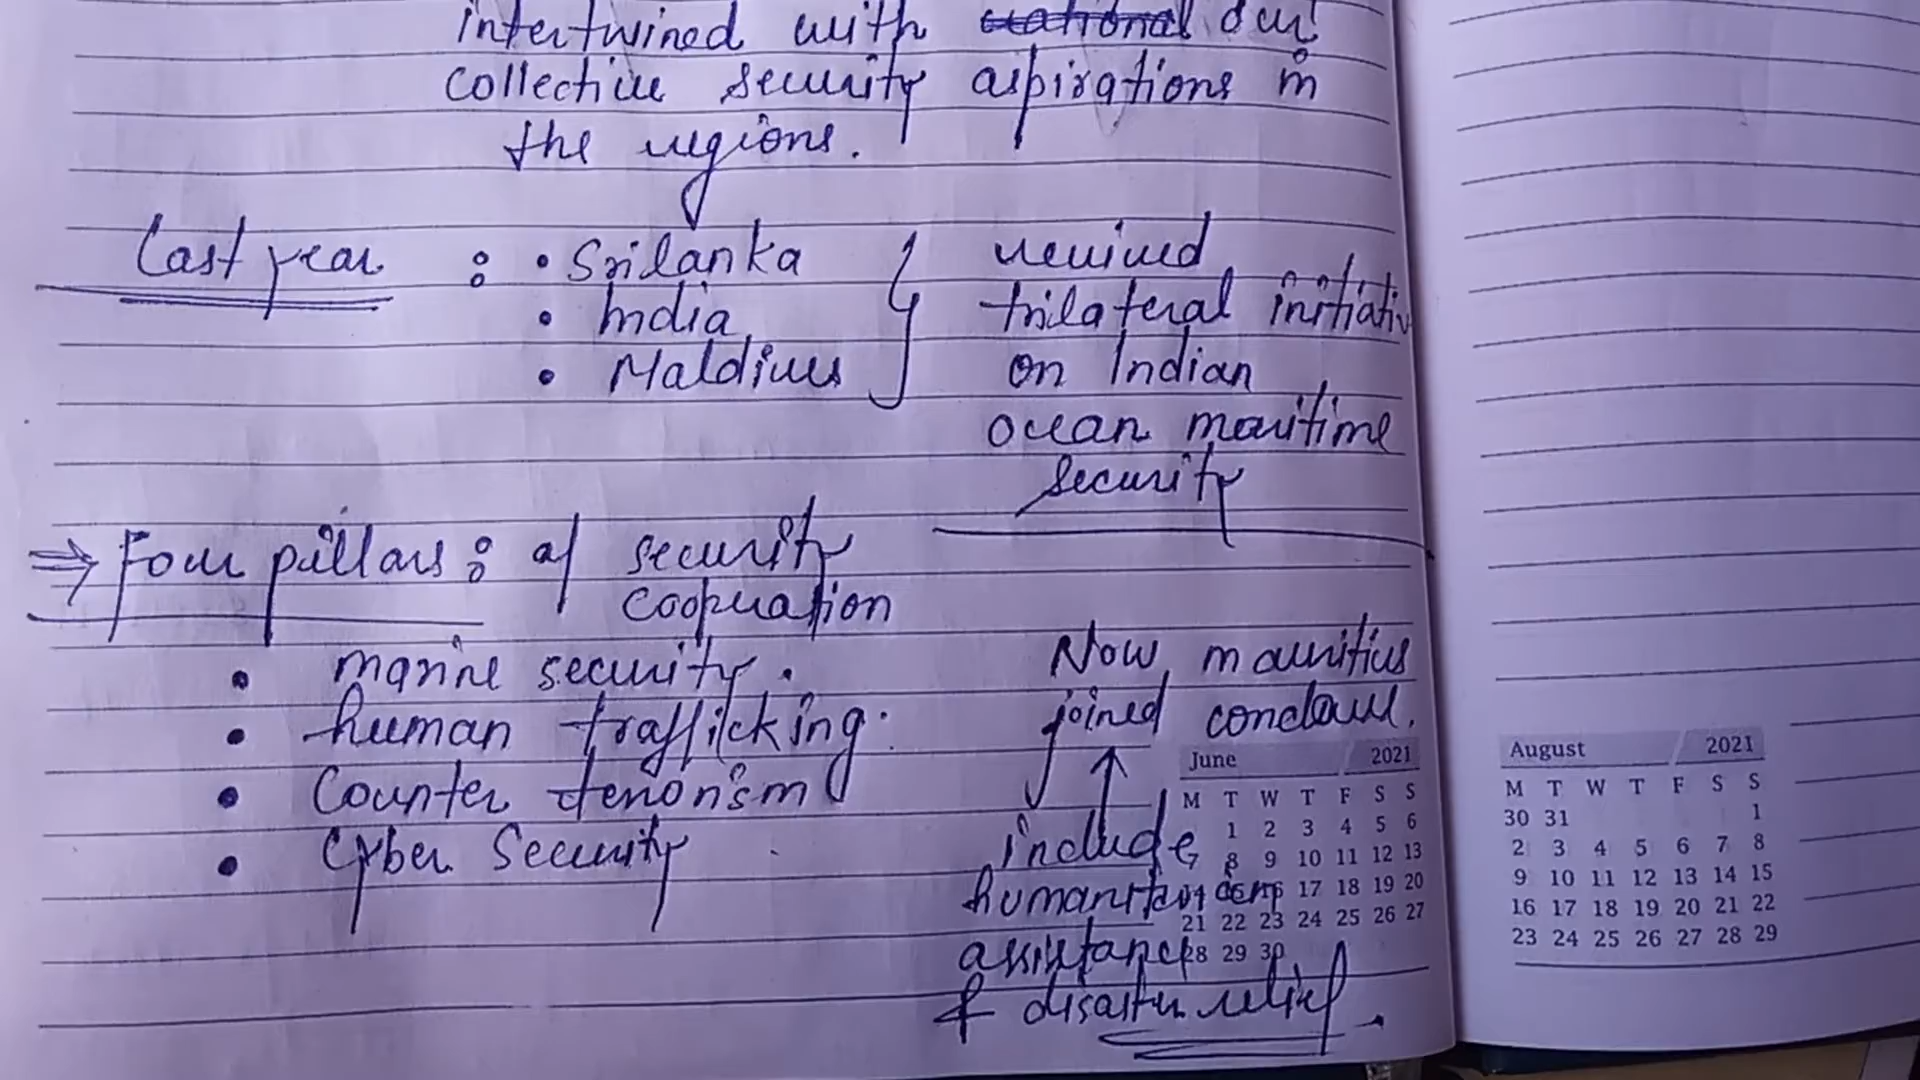 intertwined with national our
collective security aspirations in
the regions.
Last year : • Srilanka
• India
• Maldives
revived
trilateral initiativ
on Indian
ocean maritime
security
⇒ Four pillars : of security
cooperation
• marine security.
• human trafficking.
• Counter terrorism
• Cyber Security
Now mauritius
joined conclave.
include
humanitarian
assistance
& disaster relief.
June 2021
M T W T F S S
1 2 3 4 5 6
7 8 9 10 11 12 13
17 18 19 20
21 22 23 24 25 26 27
28 29 30
August 2021
M T W T F S S
30 31 1
2 3 4 5 6 7 8
9 10 11 12 13 14 15
16 17 18 19 20 21 22
23 24 25 26 27 28 29